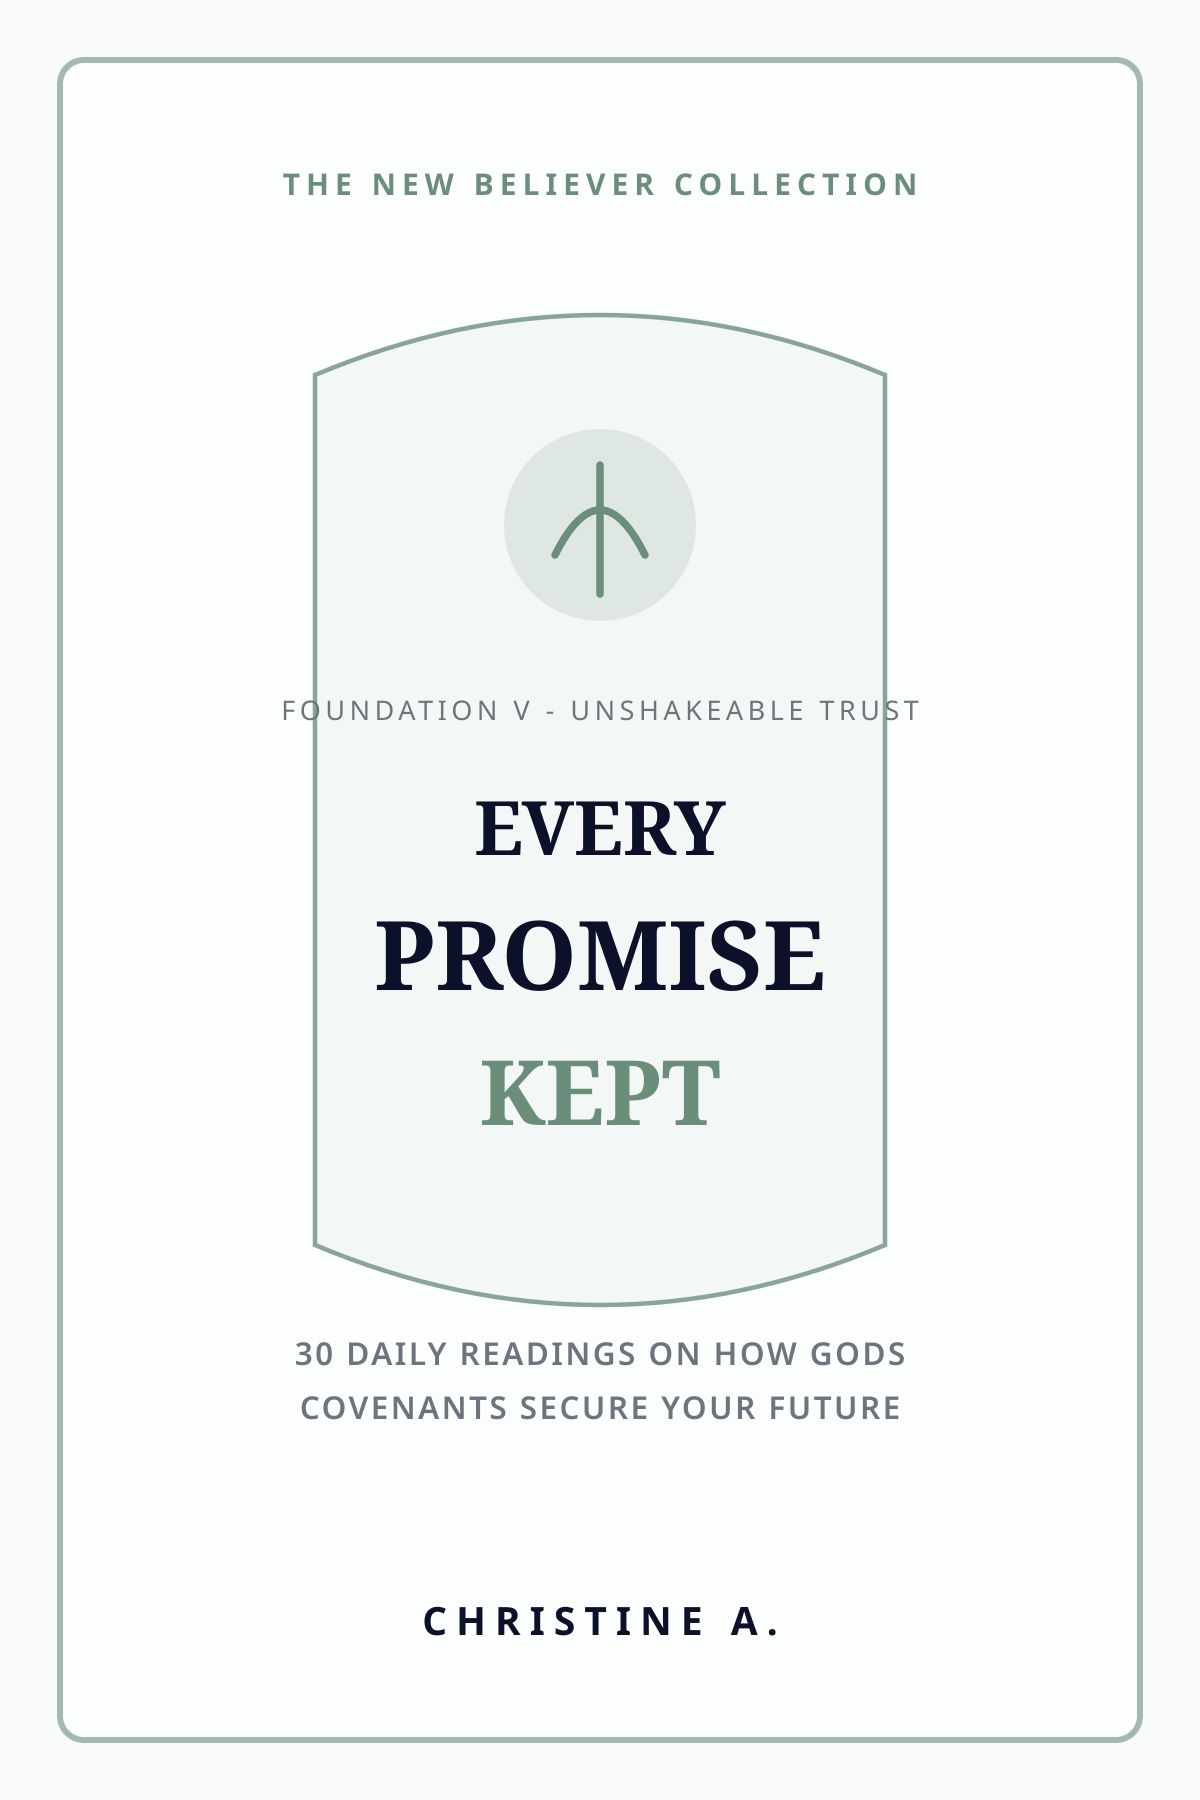 THE NEW BELIEVER COLLECTION
FOUNDATION V - UNSHAKEABLE TRUST
EVERY
PROMISE
KEPT
30 DAILY READINGS ON HOW GODS
COVENANTS SECURE YOUR FUTURE
CHRISTINE A.